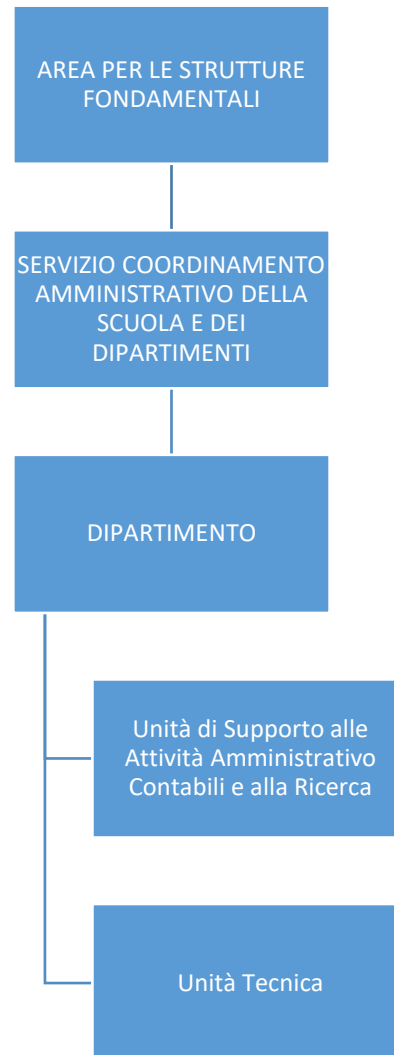 AREA PER LE STRUTTURE
FONDAMENTALI
SERVIZIO COORDINAMENTO
AMMINISTRATIVO DELLA
SCUOLA E DEI
DIPARTIMENTI
DIPARTIMENTO
Unità di Supporto alle
Attività Amministrativo
Contabili e alla Ricerca
Unità Tecnica